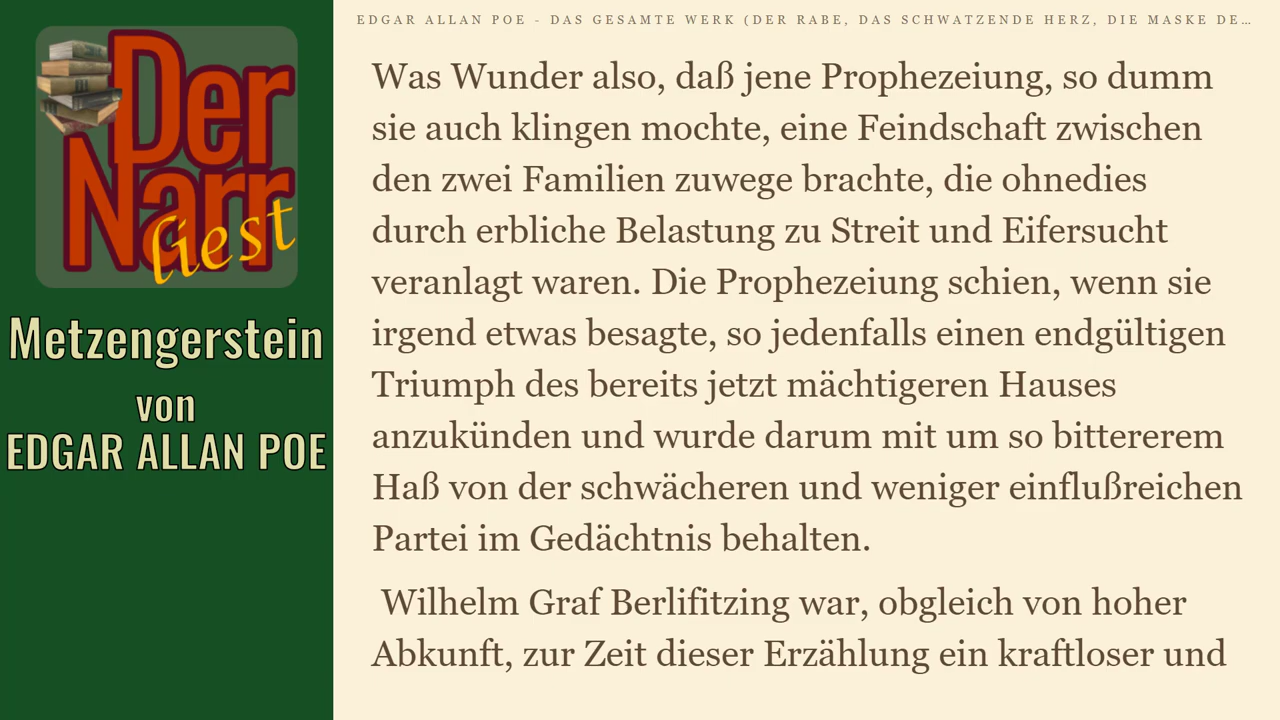 Der
Narr
liest
Metzengerstein
von
EDGAR ALLAN POE
EDGAR ALLAN POE - DAS GESAMTE WERK (DER RABE, DAS SCHWATZENDE HERZ, DIE MASKE DE…
Was Wunder also, daß jene Prophezeiung, so dumm
sie auch klingen mochte, eine Feindschaft zwischen
den zwei Familien zuwege brachte, die ohnedies
durch erbliche Belastung zu Streit und Eifersucht
veranlagt waren. Die Prophezeiung schien, wenn sie
irgend etwas besagte, so jedenfalls einen endgültigen
Triumph des bereits jetzt mächtigeren Hauses
anzukünden und wurde darum mit um so bittererem
Haß von der schwächeren und weniger einflußreichen
Partei im Gedächtnis behalten.
Wilhelm Graf Berlifitzing war, obgleich von hoher
Abkunft, zur Zeit dieser Erzählung ein kraftloser und